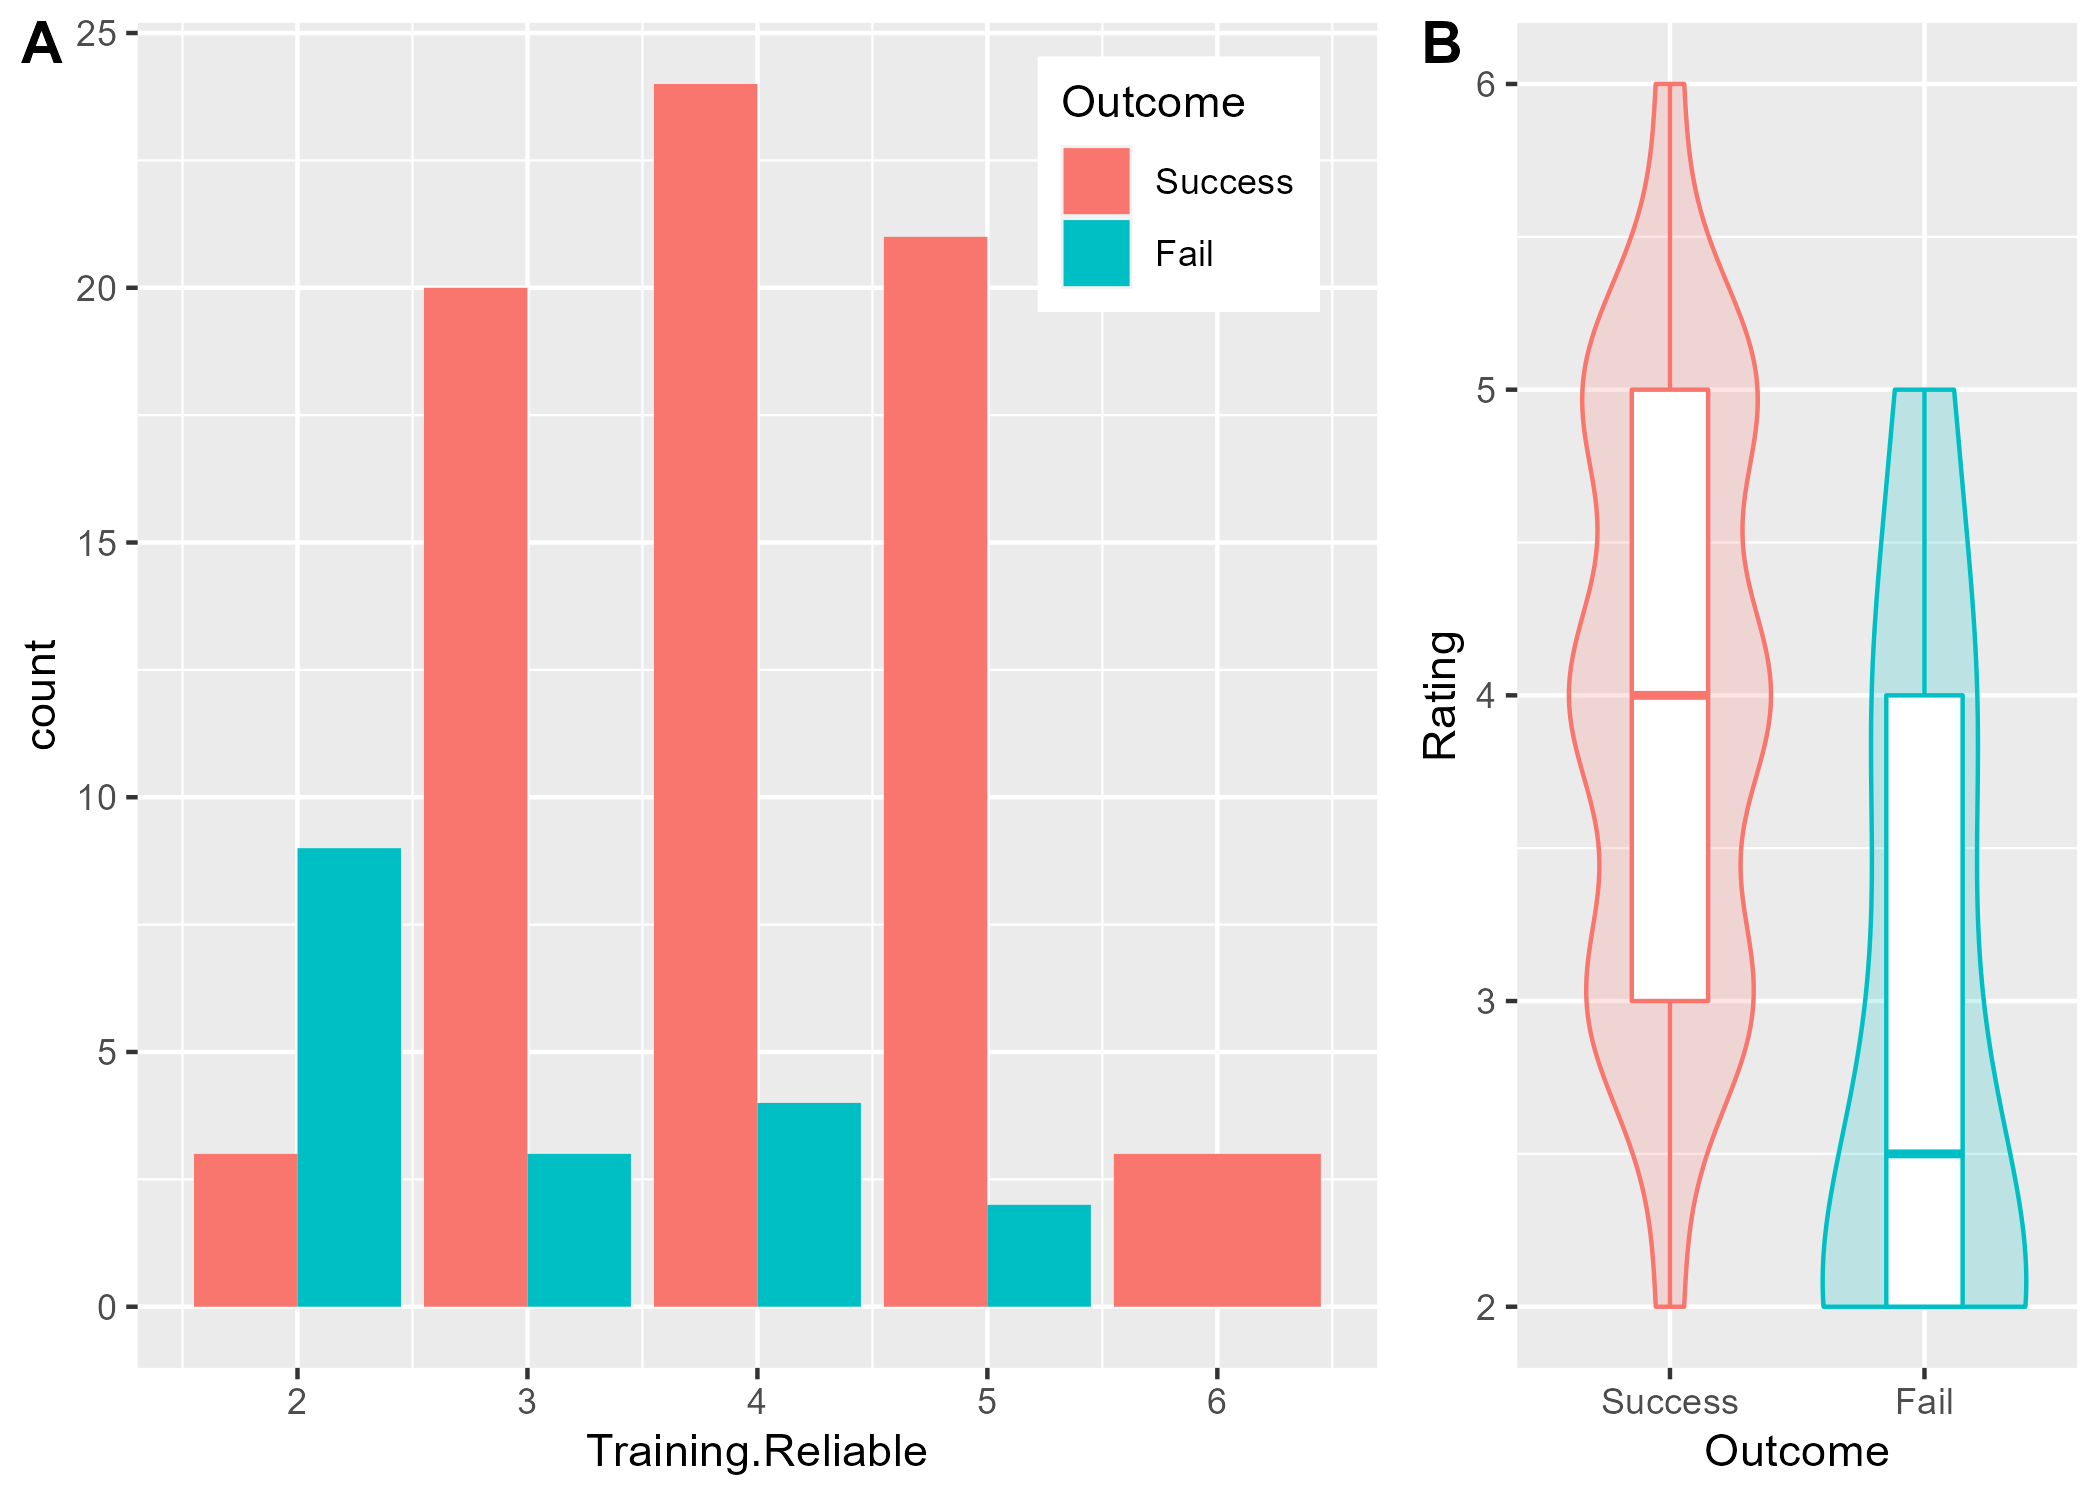 A
25
20
15
10
5
0
count
2 3 4 5 6
Training.Reliable
Outcome
Success
Fail
B
6
5
4
3
2
Rating
Success Fail
Outcome